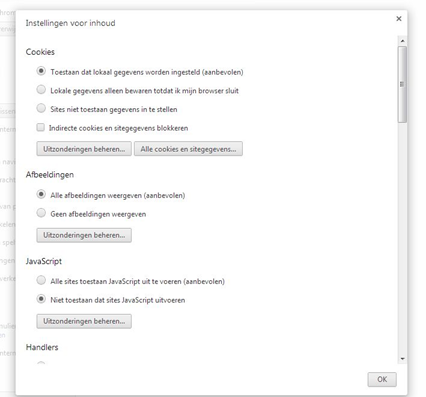 Instellingen voor inhoud
Cookies
Toestaan dat lokaal gegevens worden ingesteld (aanbevolen)
Lokale gegevens alleen bewaren totdat ik mijn browser sluit
Sites niet toestaan gegevens in te stellen
Indirecte cookies en sitegegevens blokkeren
Uitzonderingen beheren... Alle cookies en sitegegevens...
Afbeeldingen
Alle afbeeldingen weergeven (aanbevolen)
Geen afbeeldingen weergeven
Uitzonderingen beheren...
JavaScript
Alle sites toestaan JavaScript uit te voeren (aanbevolen)
Niet toestaan dat sites JavaScript uitvoeren
Uitzonderingen beheren...
Handlers
OK